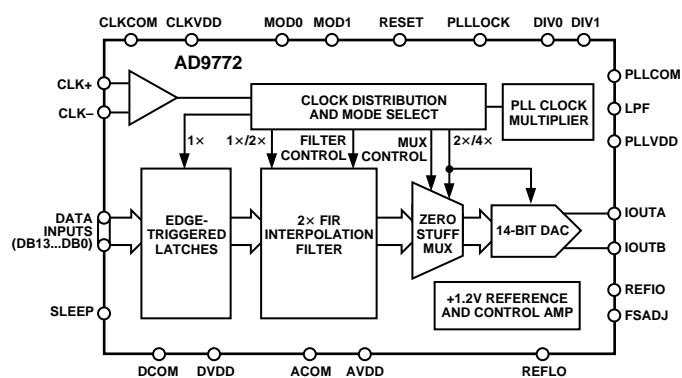 CLKCOM CLKVDD MOD0 MOD1 RESET PLLLOCK DIV0 DIV1
AD9772
CLK+
CLK–
CLOCK DISTRIBUTION
AND MODE SELECT
PLL CLOCK
MULTIPLIER
PLLCOM
LPF
PLLVDD
1×
1×/2×
FILTER
CONTROL
MUX
CONTROL
2×/4×
DATA
INPUTS
(DB13...DB0)
EDGE-
TRIGGERED
LATCHES
2× FIR
INTERPOLATION
FILTER
ZERO
STUFF
MUX
14-BIT DAC
IOUTA
IOUTB
+1.2V REFERENCE
AND CONTROL AMP
REFIO
FSADJ
SLEEP
DCOM DVDD ACOM AVDD REFLO